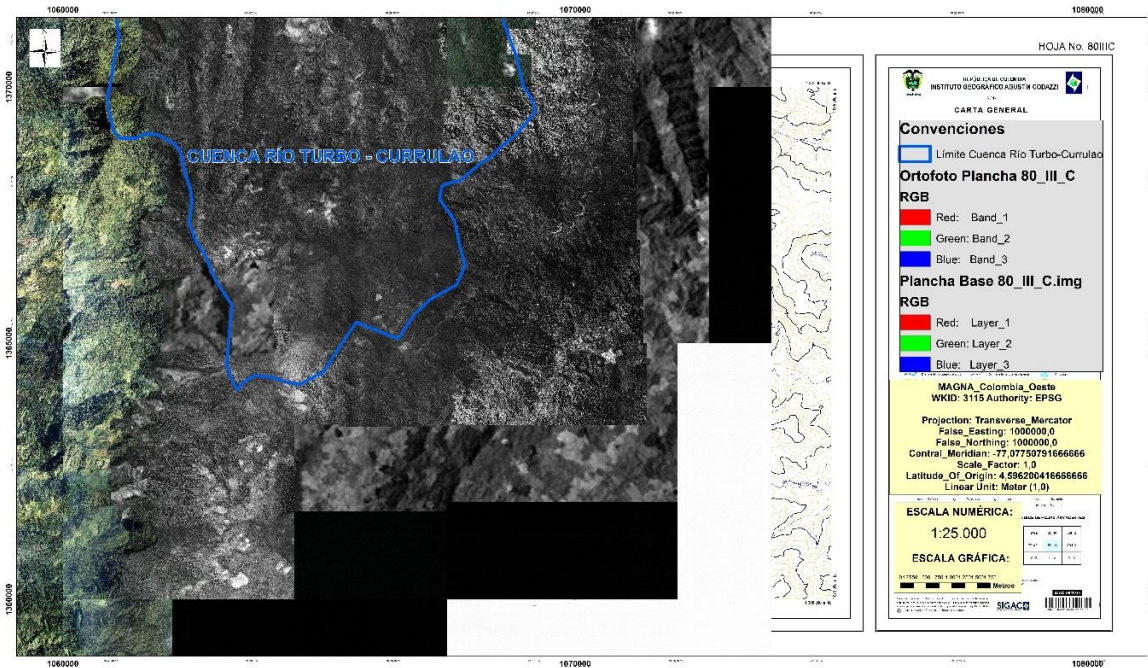 1060000
1070000
1080000
HOJA No. 80IIIC
1370000
1365000
1360000
CUENCA RÍO TURBO - CURRULAO
REPÚBLICA DE COLOMBIA
INSTITUTO GEOGRÁFICO AGUSTÍN CODAZZI
CARTA GENERAL
Convenciones
Límite Cuenca Río Turbo-Currulao
Ortofoto Plancha 80_III_C
RGB
Red: Band_1
Green: Band_2
Blue: Band_3
Plancha Base 80_III_C.img
RGB
Red: Layer_1
Green: Layer_2
Blue: Layer_3
MAGNA_Colombia_Oeste
WKID: 3115 Authority: EPSG
Projection: Transverse_Mercator
False_Easting: 1000000,0
False_Northing: 1000000,0
Central_Meridian: -77,07750791666666
Scale_Factor: 1,0
Latitude_Of_Origin: 4,596200416666666
Linear Unit: Meter (1,0)
ESCALA NUMÉRICA:
1:25.000
ESCALA GRÁFICA:
Metros
SIGAC
1060000
1070000
1080000